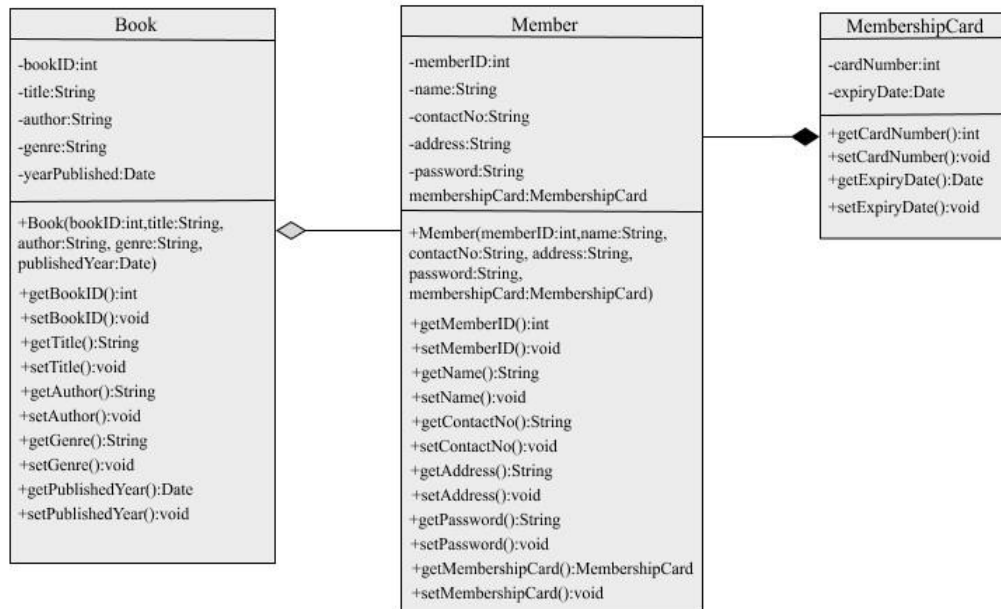 Book
-bookID:int
-title:String
-author:String
-genre:String
-yearPublished:Date
+Book(bookID:int,title:String,
author:String, genre:String,
publishedYear:Date)
+getBookID():int
+setBookID():void
+getTitle():String
+setTitle():void
+getAuthor():String
+setAuthor():void
+getGenre():String
+setGenre():void
+getPublishedYear():Date
+setPublishedYear():void
Member
-memberID:int
-name:String
-contactNo:String
-address:String
-password:String
membershipCard:MembershipCard
+Member(memberID:int,name:String,
contactNo:String, address:String,
password:String,
membershipCard:MembershipCard)
+getMemberID():int
+setMemberID():void
+getName():String
+setName():void
+getContactNo():String
+setContactNo():void
+getAddress():String
+setAddress():void
+getPassword():String
+setPassword():void
+getMembershipCard():MembershipCard
+setMembershipCard():void
MembershipCard
-cardNumber:int
-expiryDate:Date
+getCardNumber():int
+setCardNumber():void
+getExpiryDate():Date
+setExpiryDate():void